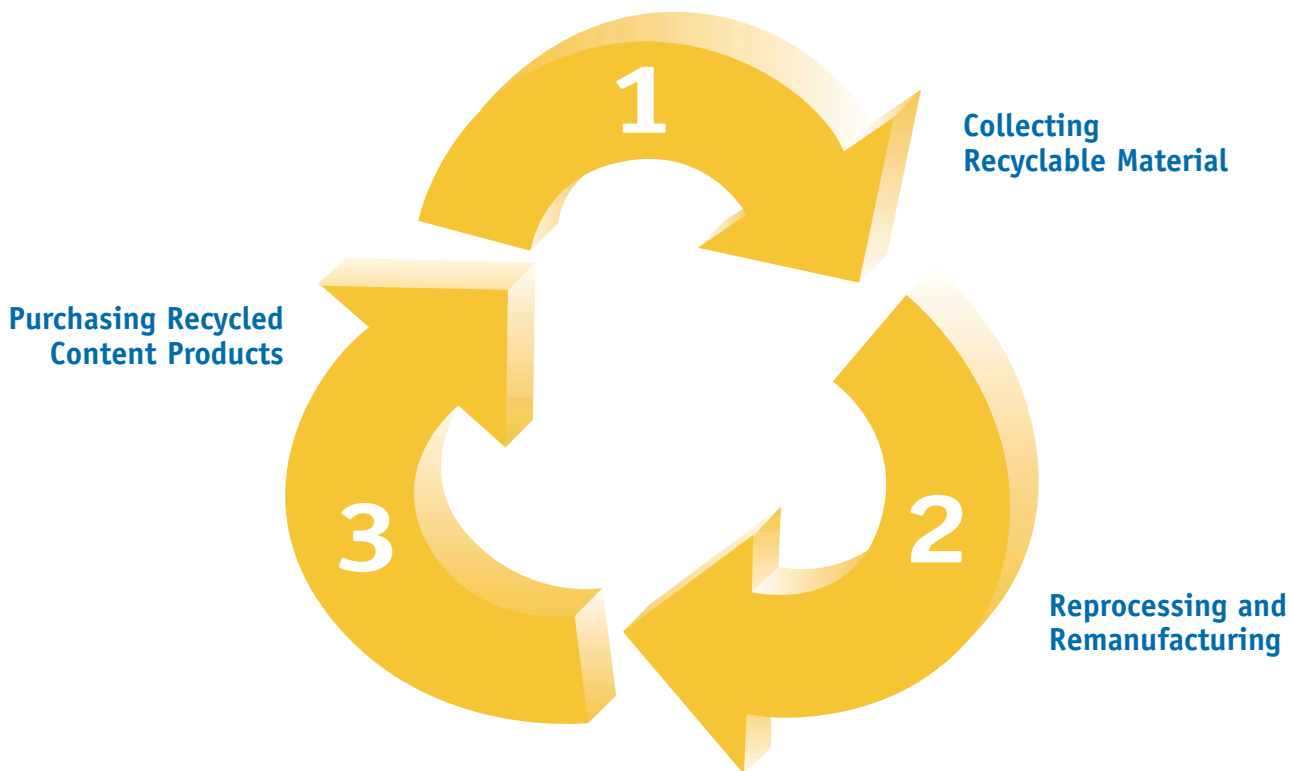 1
Collecting
Recyclable Material
2
Reprocessing and
Remanufacturing
3
Purchasing Recycled
Content Products